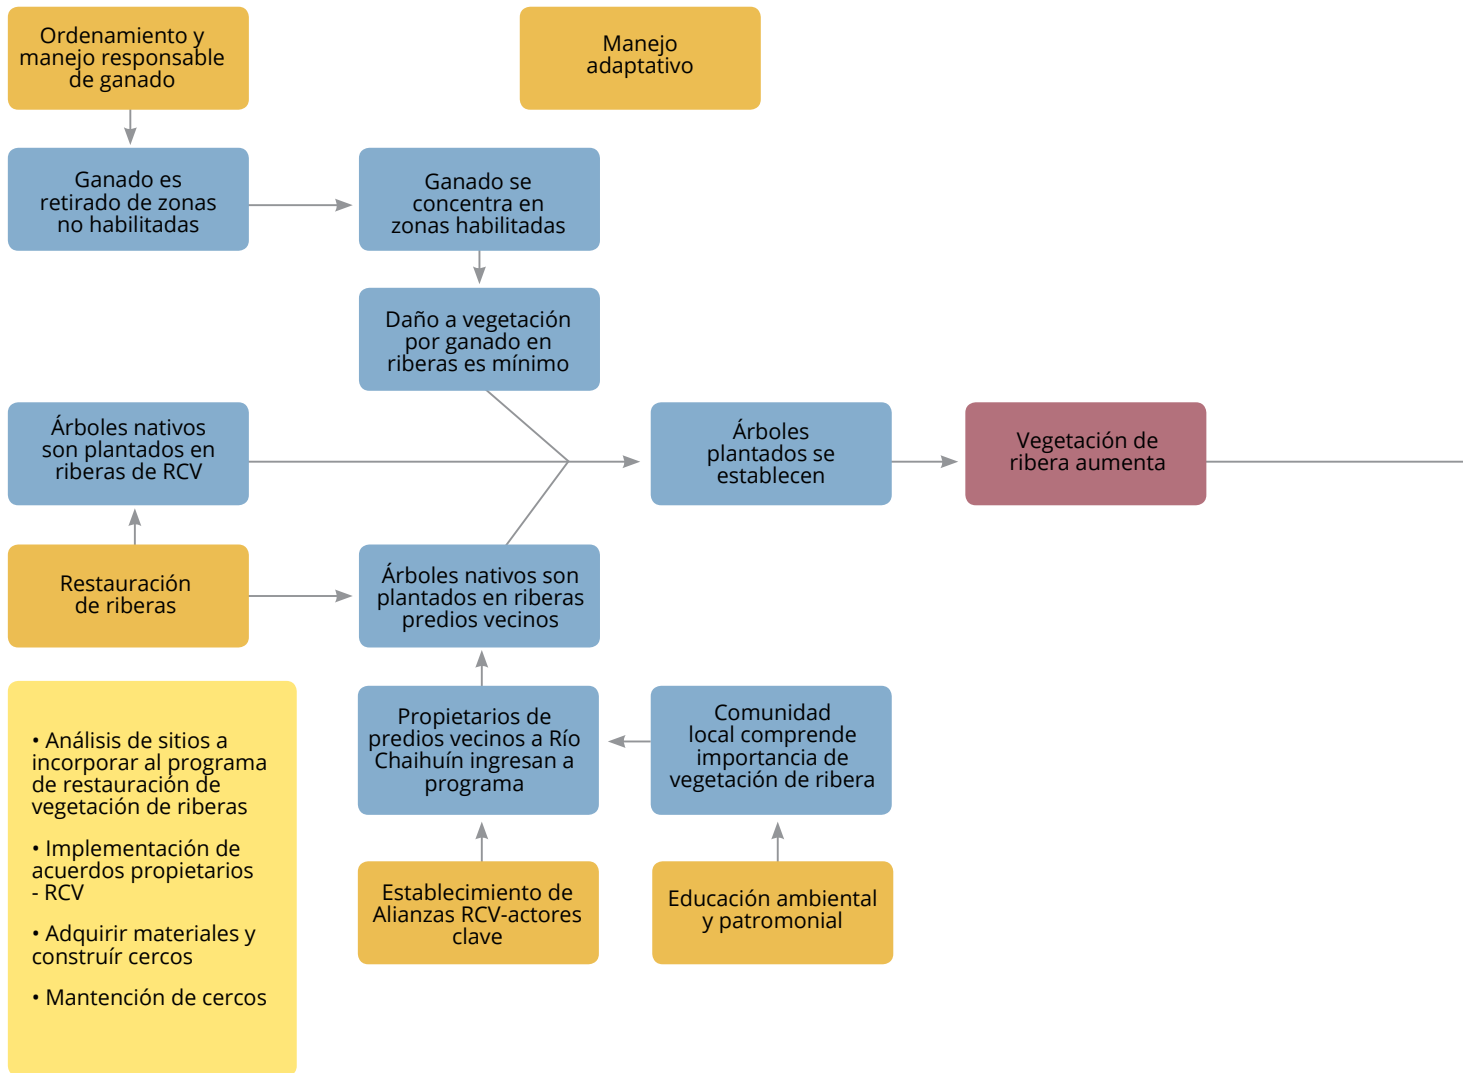 Ordenamiento y
manejo responsable
de ganado
Manejo
adaptativo
Ganado es
retirado de zonas
no habilitadas
Ganado se
concentra en
zonas habilitadas
Daño a vegetación
por ganado en
riberas es mínimo
Árboles nativos
son plantados en
riberas de RCV
Árboles
plantados se
establecen
Vegetación de
ribera aumenta
Restauración
de riberas
Árboles nativos son
plantados en riberas
predios vecinos
• Análisis de sitios a
incorporar al programa
de restauración de
vegetación de riberas
• Implementación de
acuerdos propietarios
- RCV
• Adquirir materiales y
construír cercos
• Mantención de cercos
Propietarios de
predios vecinos a Río
Chaihuín ingresan a
programa
Comunidad
local comprende
importancia de
vegetación de ribera
Establecimiento de
Alianzas RCV-actores
clave
Educación ambiental
y patromonial